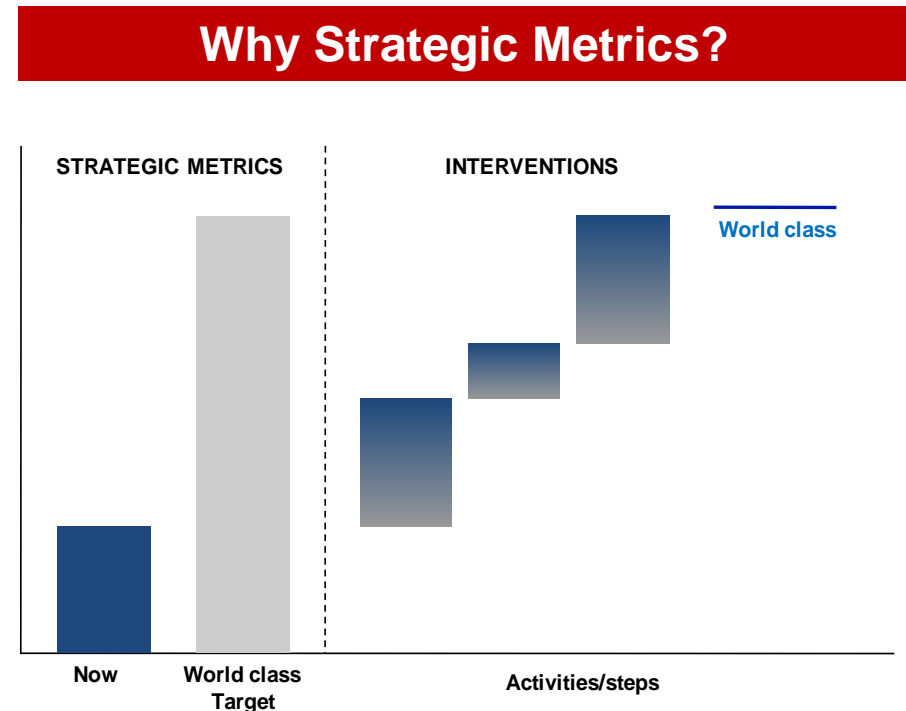 Why Strategic Metrics?
STRATEGIC METRICS
INTERVENTIONS
World class
Now
World class
Target
Activities/steps